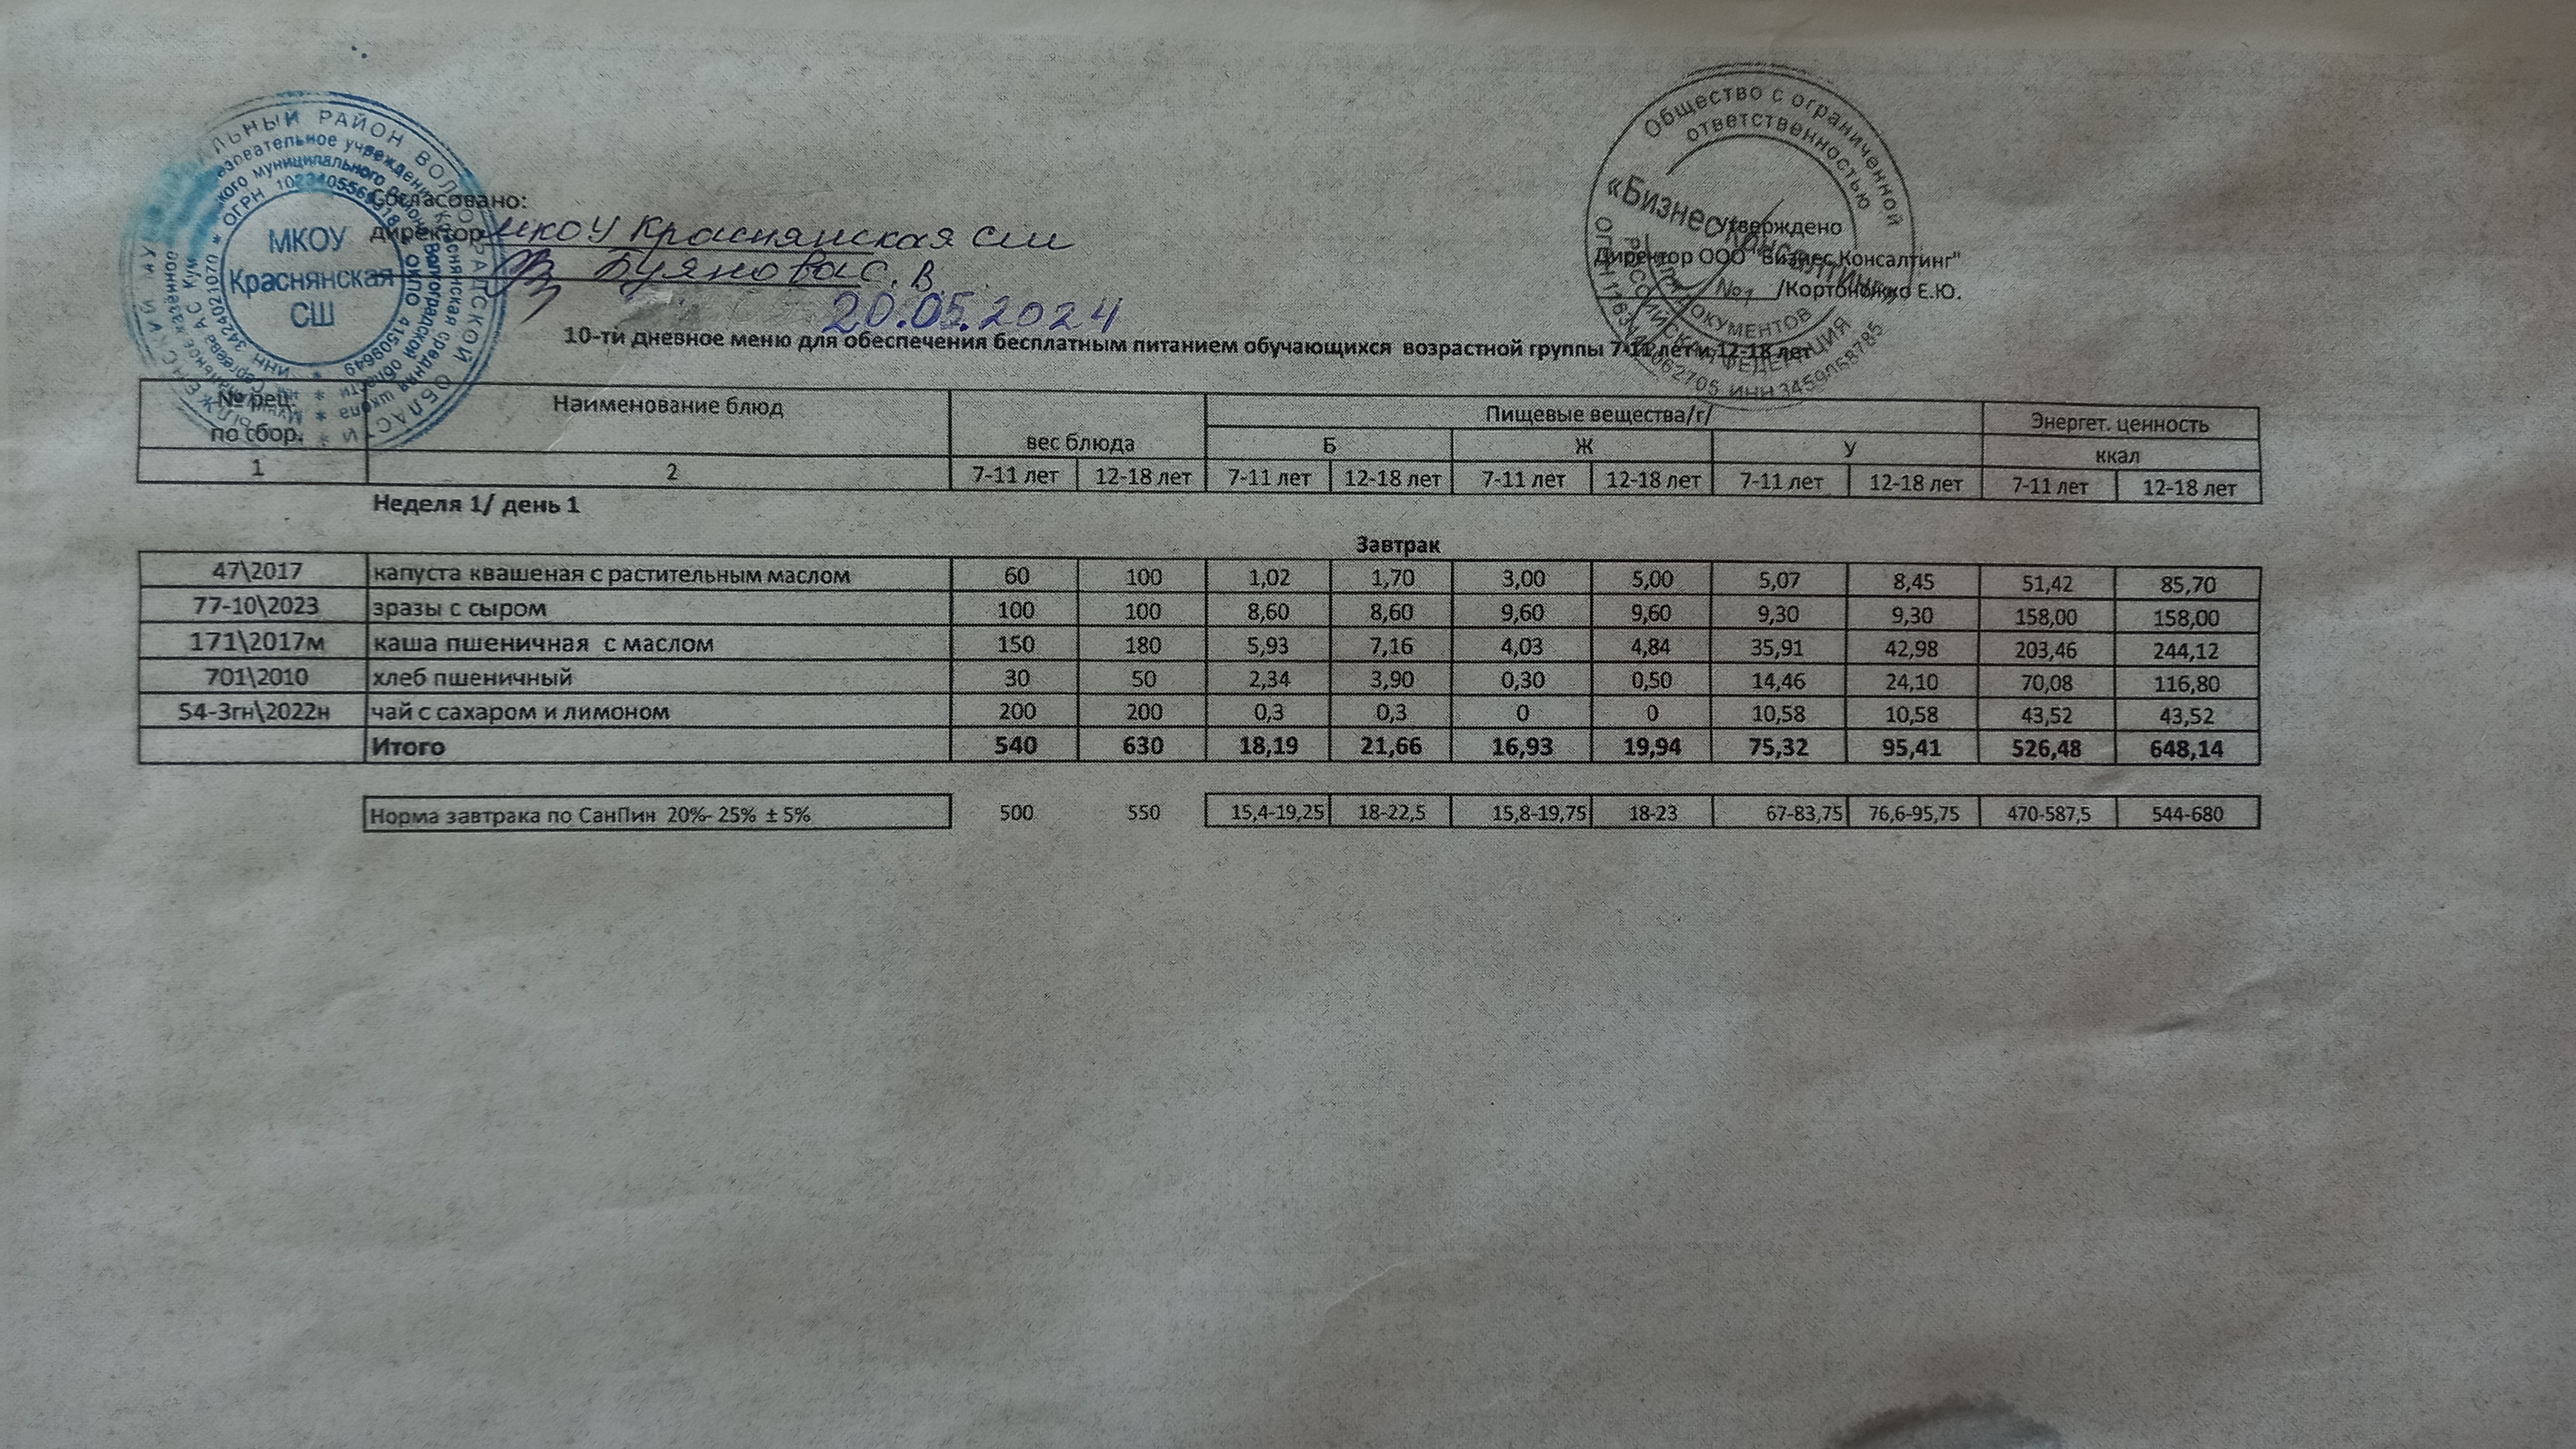 МКОУ
Краснянская
СШ
Согласовано:
директор МКОУ Краснянская СШ
Буянова С. В.
20.05.2024
Общество с ограниченной
ответственностью
«Бизнес Консалтинг»
Утверждено
Директор ООО "Бизнес Консалтинг"
/Кортоножко Е.Ю.
10-ти дневное меню для обеспечения бесплатным питанием обучающихся возрастной группы 7-11 лет и 12-18 лет
№ рец. Наименование блюд Пищевые вещества/г/ Энергет. ценность
по сбор. вес блюда Б Ж У ккал
1 2 7-11 лет 12-18 лет 7-11 лет 12-18 лет 7-11 лет 12-18 лет 7-11 лет 12-18 лет 7-11 лет 12-18 лет
Неделя 1/ день 1
Завтрак
47\2017 капуста квашеная с растительным маслом 60 100 1,02 1,70 3,00 5,00 5,07 8,45 51,42 85,70
77-10\2023 зразы с сыром 100 100 8,60 8,60 9,60 9,60 9,30 9,30 158,00 158,00
171\2017м каша пшеничная с маслом 150 180 5,93 7,16 4,03 4,84 35,91 42,98 203,46 244,12
701\2010 хлеб пшеничный 30 50 2,34 3,90 0,30 0,50 14,46 24,10 70,08 116,80
54-3гн\2022н чай с сахаром и лимоном 200 200 0,3 0,3 0 0 10,58 10,58 43,52 43,52
Итого 540 630 18,19 21,66 16,93 19,94 75,32 95,41 526,48 648,14
Норма завтрака по СанПин 20%- 25% ± 5% 500 550 15,4-19,25 18-22,5 15,8-19,75 18-23 67-83,75 76,6-95,75 470-587,5 544-680